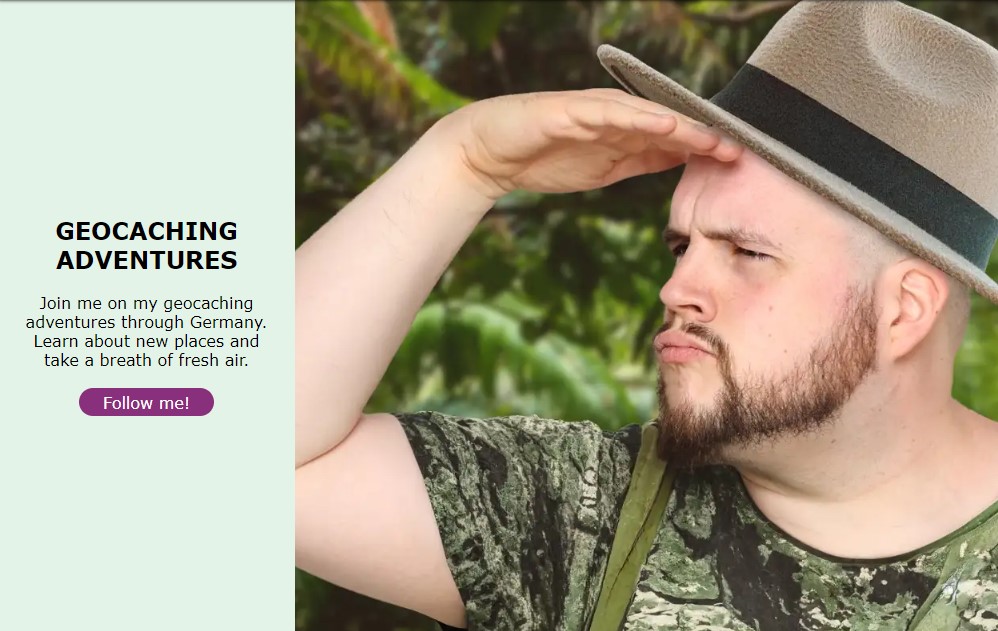 GEOCACHING
ADVENTURES
Join me on my geocaching
adventures through Germany.
Learn about new places and
take a breath of fresh air.
Follow me!